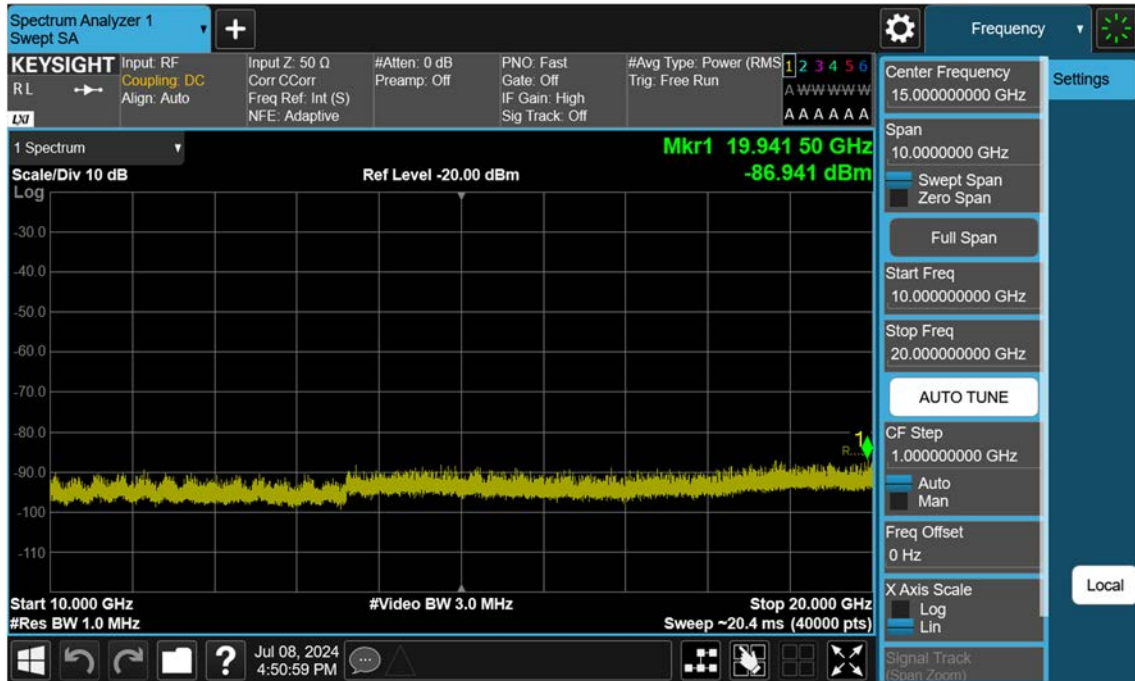 Spectrum Analyzer 1
Swept SA
Frequency
KEYSIGHT
RL
LXI
Input: RF
Coupling: DC
Align: Auto
Input Z: 50 Ω
Corr CCorr
Freq Ref: Int (S)
NFE: Adaptive
#Atten: 0 dB
Preamp: Off
PNO: Fast
Gate: Off
IF Gain: High
Sig Track: Off
#Avg Type: Power (RMS
Trig: Free Run
1 2 3 4 5 6
A W W W W W
A A A A A A
1 Spectrum
Mkr1 19.941 50 GHz
Scale/Div 10 dB
Ref Level -20.00 dBm
-86.941 dBm
Log
-30.0
-40.0
-50.0
-60.0
-70.0
-80.0
-90.0
-100
-110
1
R...
Start 10.000 GHz
#Video BW 3.0 MHz
Stop 20.000 GHz
#Res BW 1.0 MHz
Sweep ~20.4 ms (40000 pts)
Center Frequency
15.000000000 GHz
Span
10.0000000 GHz
Swept Span
Zero Span
Full Span
Start Freq
10.000000000 GHz
Stop Freq
20.000000000 GHz
AUTO TUNE
CF Step
1.000000000 GHz
Auto
Man
Freq Offset
0 Hz
X Axis Scale
Log
Lin
Signal Track
(Span Zoom)
Settings
Local
?
Jul 08, 2024
4:50:59 PM